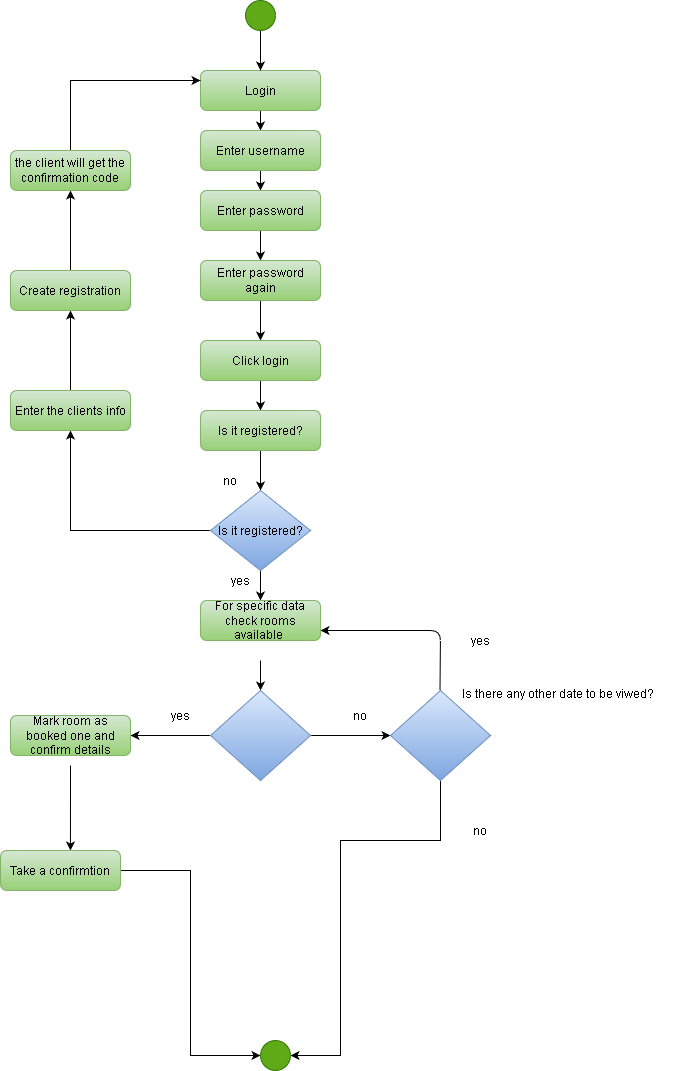 Login
Enter username
the client will get the
confirmation code
Enter password
Enter password
again
Create registration
Click login
Enter the clients info
Is it registered?
no
Is it registered?
yes
For specific data
check rooms
available
yes
Is there any other date to be viwed?
yes
no
Mark room as
booked one and
confirm details
no
Take a confirmtion